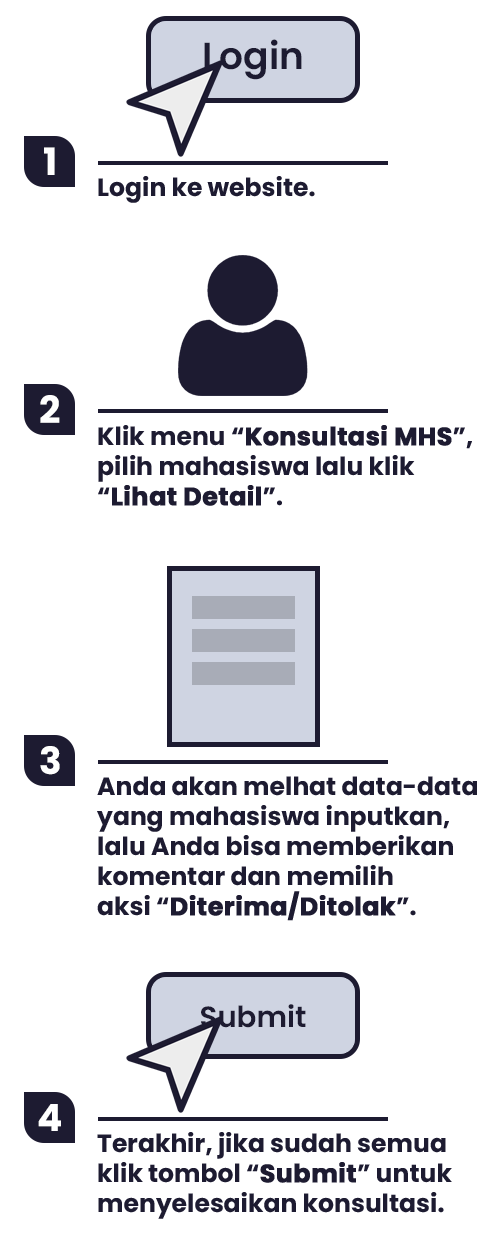 Login
1
Login ke website.
2
Klik menu “Konsultasi MHS”,
pilih mahasiswa lalu klik
“Lihat Detail”.
3
Anda akan melhat data-data
yang mahasiswa inputkan,
lalu Anda bisa memberikan
komentar dan memilih
aksi “Diterima/Ditolak”.
Submit
4
Terakhir, jika sudah semua
klik tombol “Submit” untuk
menyelesaikan konsultasi.